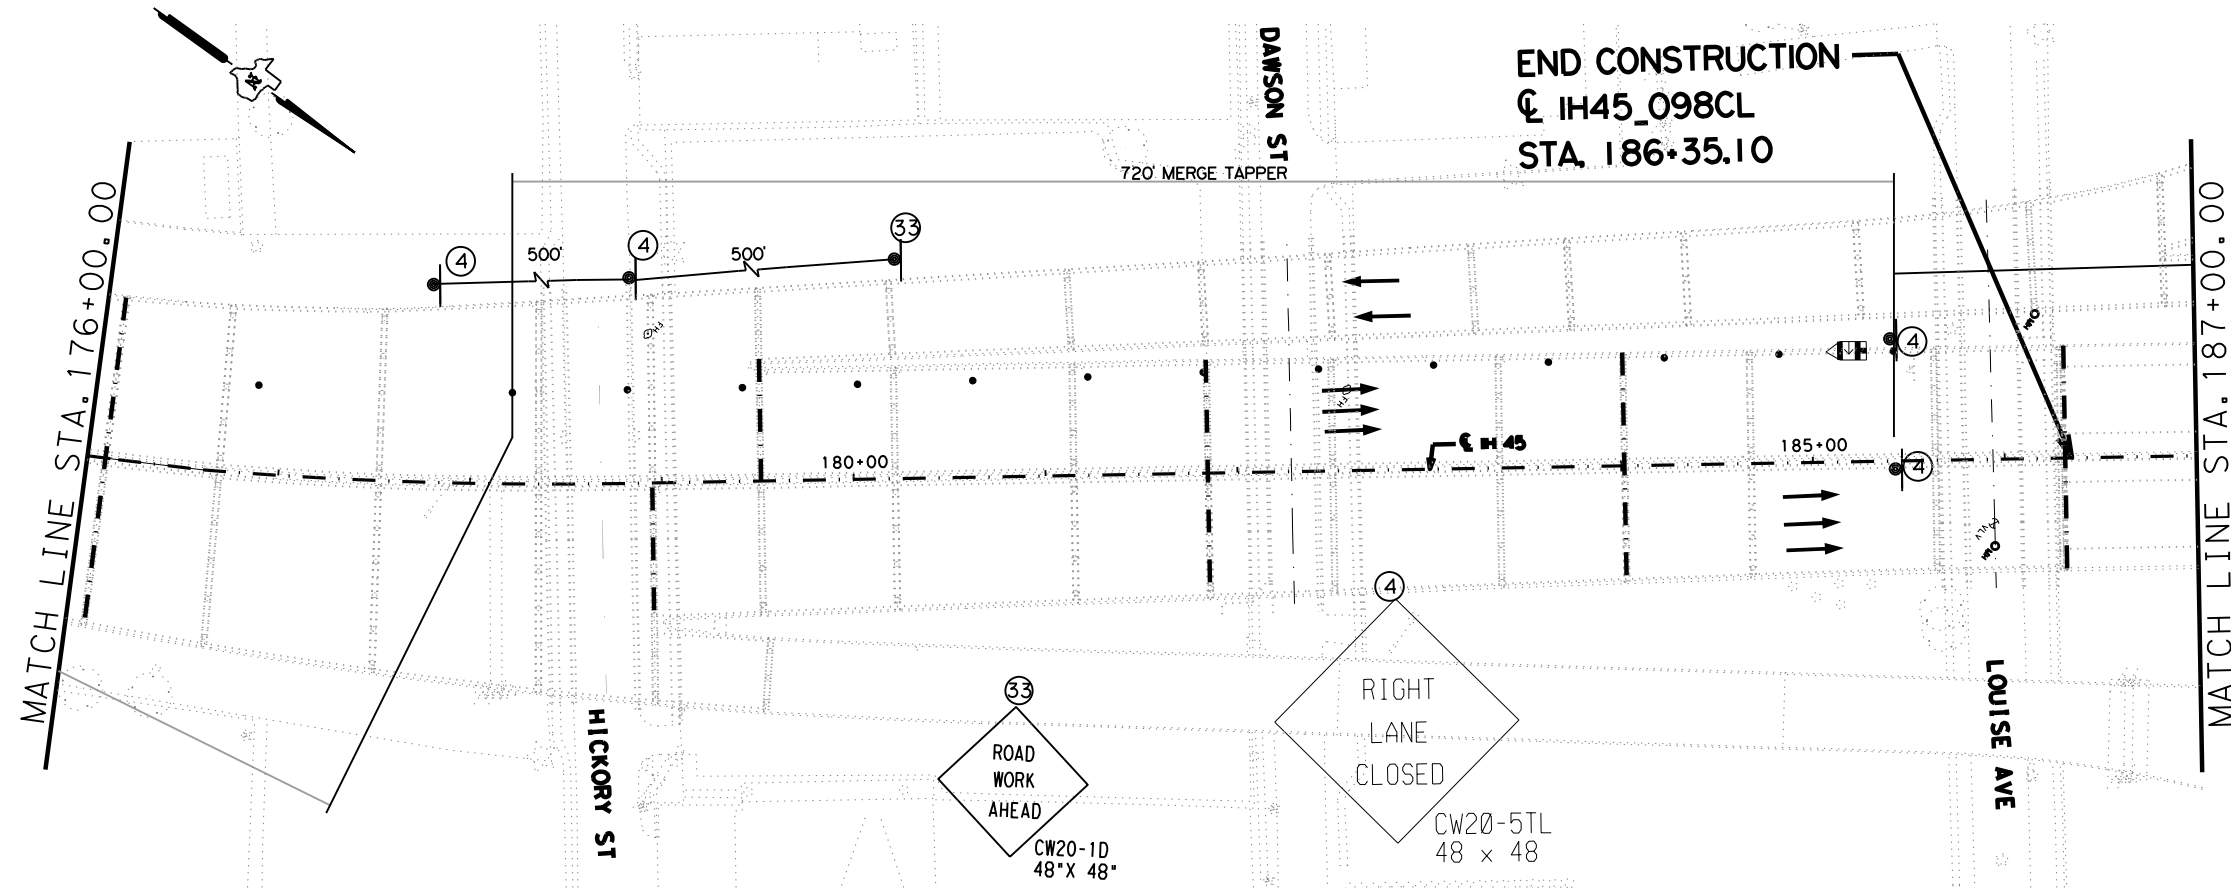 DAWSON ST
END CONSTRUCTION
℄ IH45_098CL
STA. 186+35.10
720' MERGE TAPPER
MATCH LINE STA.176+00.00
MATCH LINE STA.187+00.00
33
4
500'
4
500'
4
4
℄ IH 45
180+00
185+00
4
33
ROAD
WORK
AHEAD
CW20-1D
48"X 48"
RIGHT
LANE
CLOSED
CW20-5TL
48 x 48
HICKORY ST
LOUISE AVE